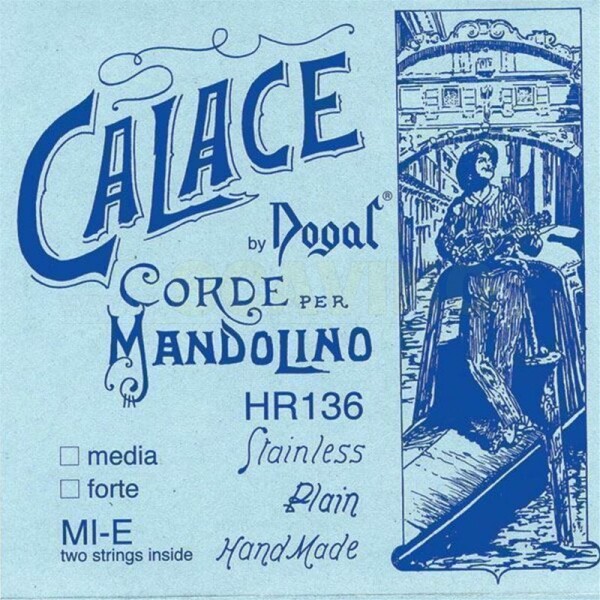 CALACE
by Dogal®
CORDE PER
MANDOLINO
HR136
Stainless
Plain
HandMade
media
forte
MI-E
two strings inside